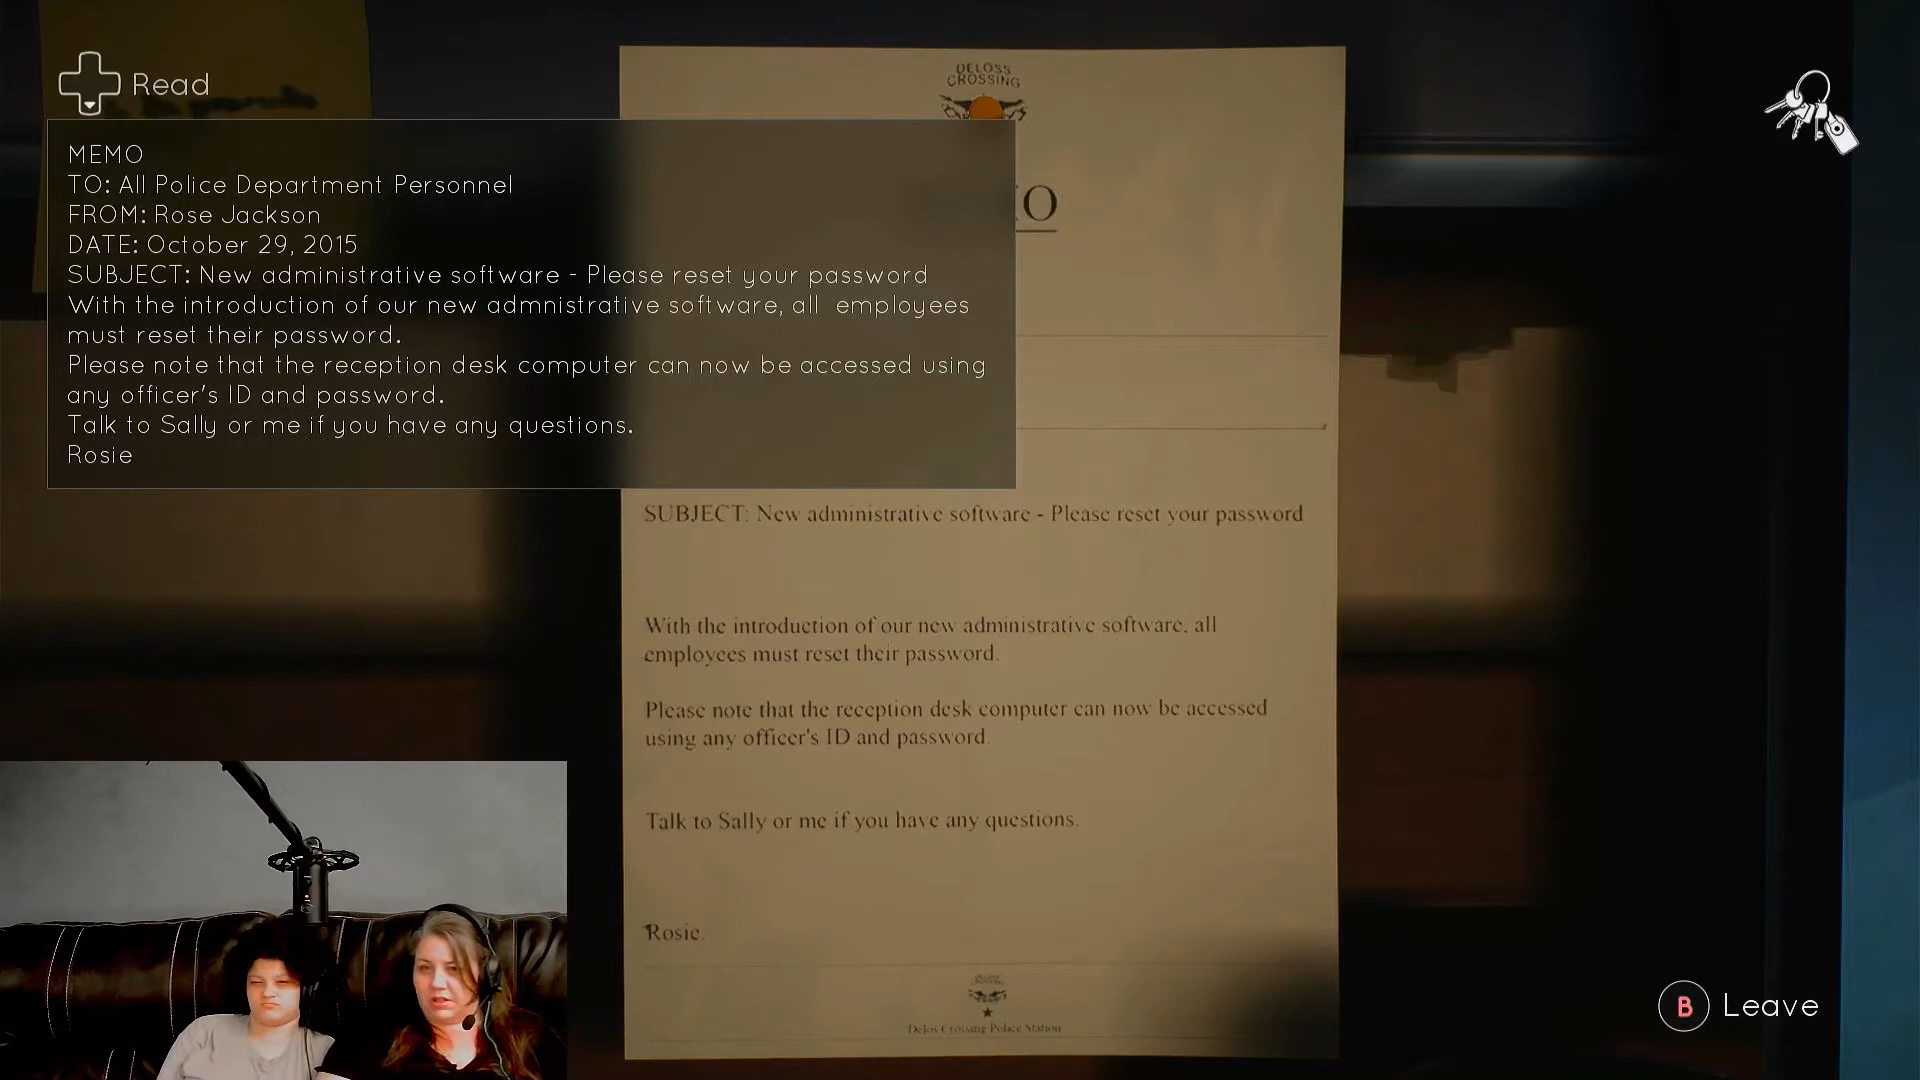 Read
MEMO
TO: All Police Department Personnel
FROM: Rose Jackson
DATE: October 29, 2015
SUBJECT: New administrative software - Please reset your password
With the introduction of our new admnistrative software, all  employees
must reset their password.
Please note that the reception desk computer can now be accessed using
any officer's ID and password.
Talk to Sally or me if you have any questions.
Rosie
DELOSS
CROSSING
O
SUBJECT: New administrative software - Please reset your password
With the introduction of our new administrative software, all
employees must reset their password.
Please note that the reception desk computer can now be accessed
using any officer's ID and password.
Talk to Sally or me if you have any questions.
Rosie.
Delos Crossing Police Station
B Leave